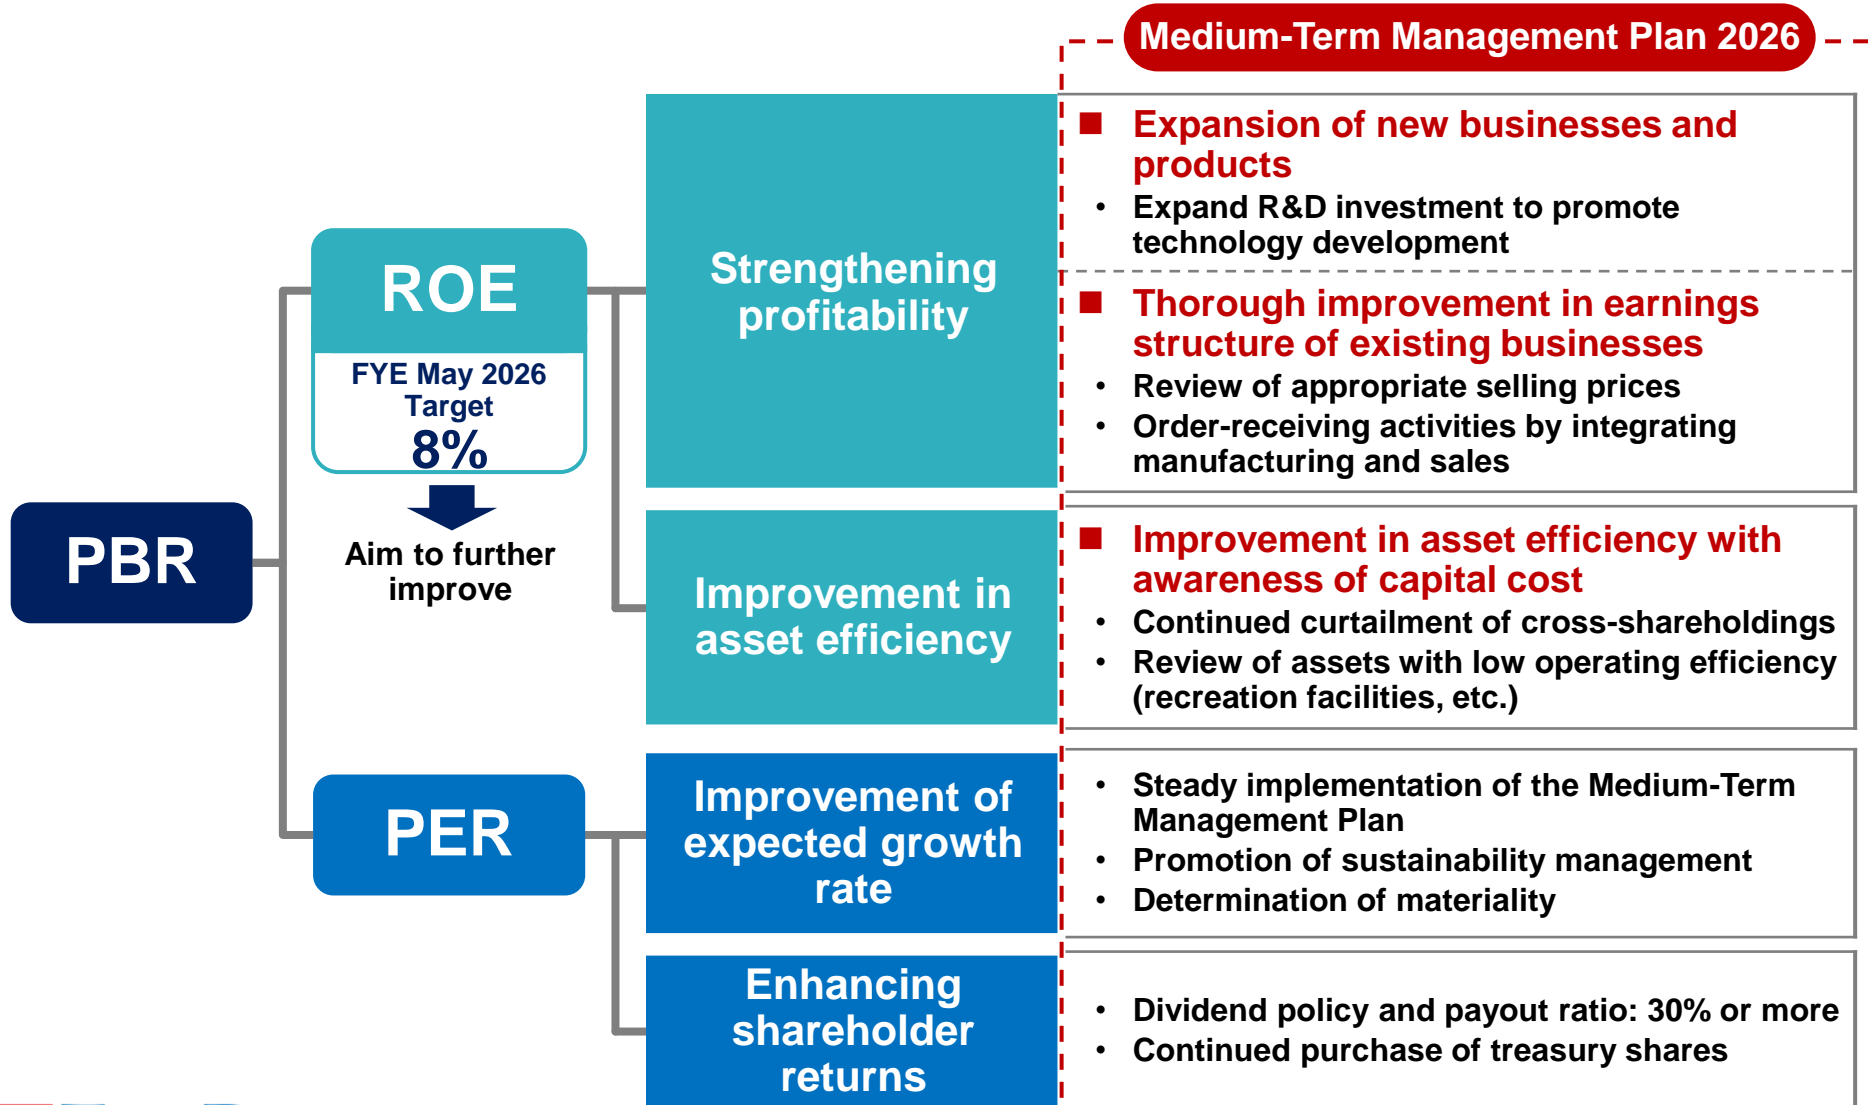 Medium-Term Management Plan 2026
PBR
ROE
FYE May 2026
Target
8%
Aim to further
improve
PER
Strengthening
profitability
■ Expansion of new businesses and
products
• Expand R&D investment to promote
technology development
■ Thorough improvement in earnings
structure of existing businesses
• Review of appropriate selling prices
• Order-receiving activities by integrating
manufacturing and sales
Improvement in
asset efficiency
■ Improvement in asset efficiency with
awareness of capital cost
• Continued curtailment of cross-shareholdings
• Review of assets with low operating efficiency
(recreation facilities, etc.)
Improvement of
expected growth
rate
• Steady implementation of the Medium-Term
Management Plan
• Promotion of sustainability management
• Determination of materiality
Enhancing
shareholder
returns
• Dividend policy and payout ratio: 30% or more
• Continued purchase of treasury shares